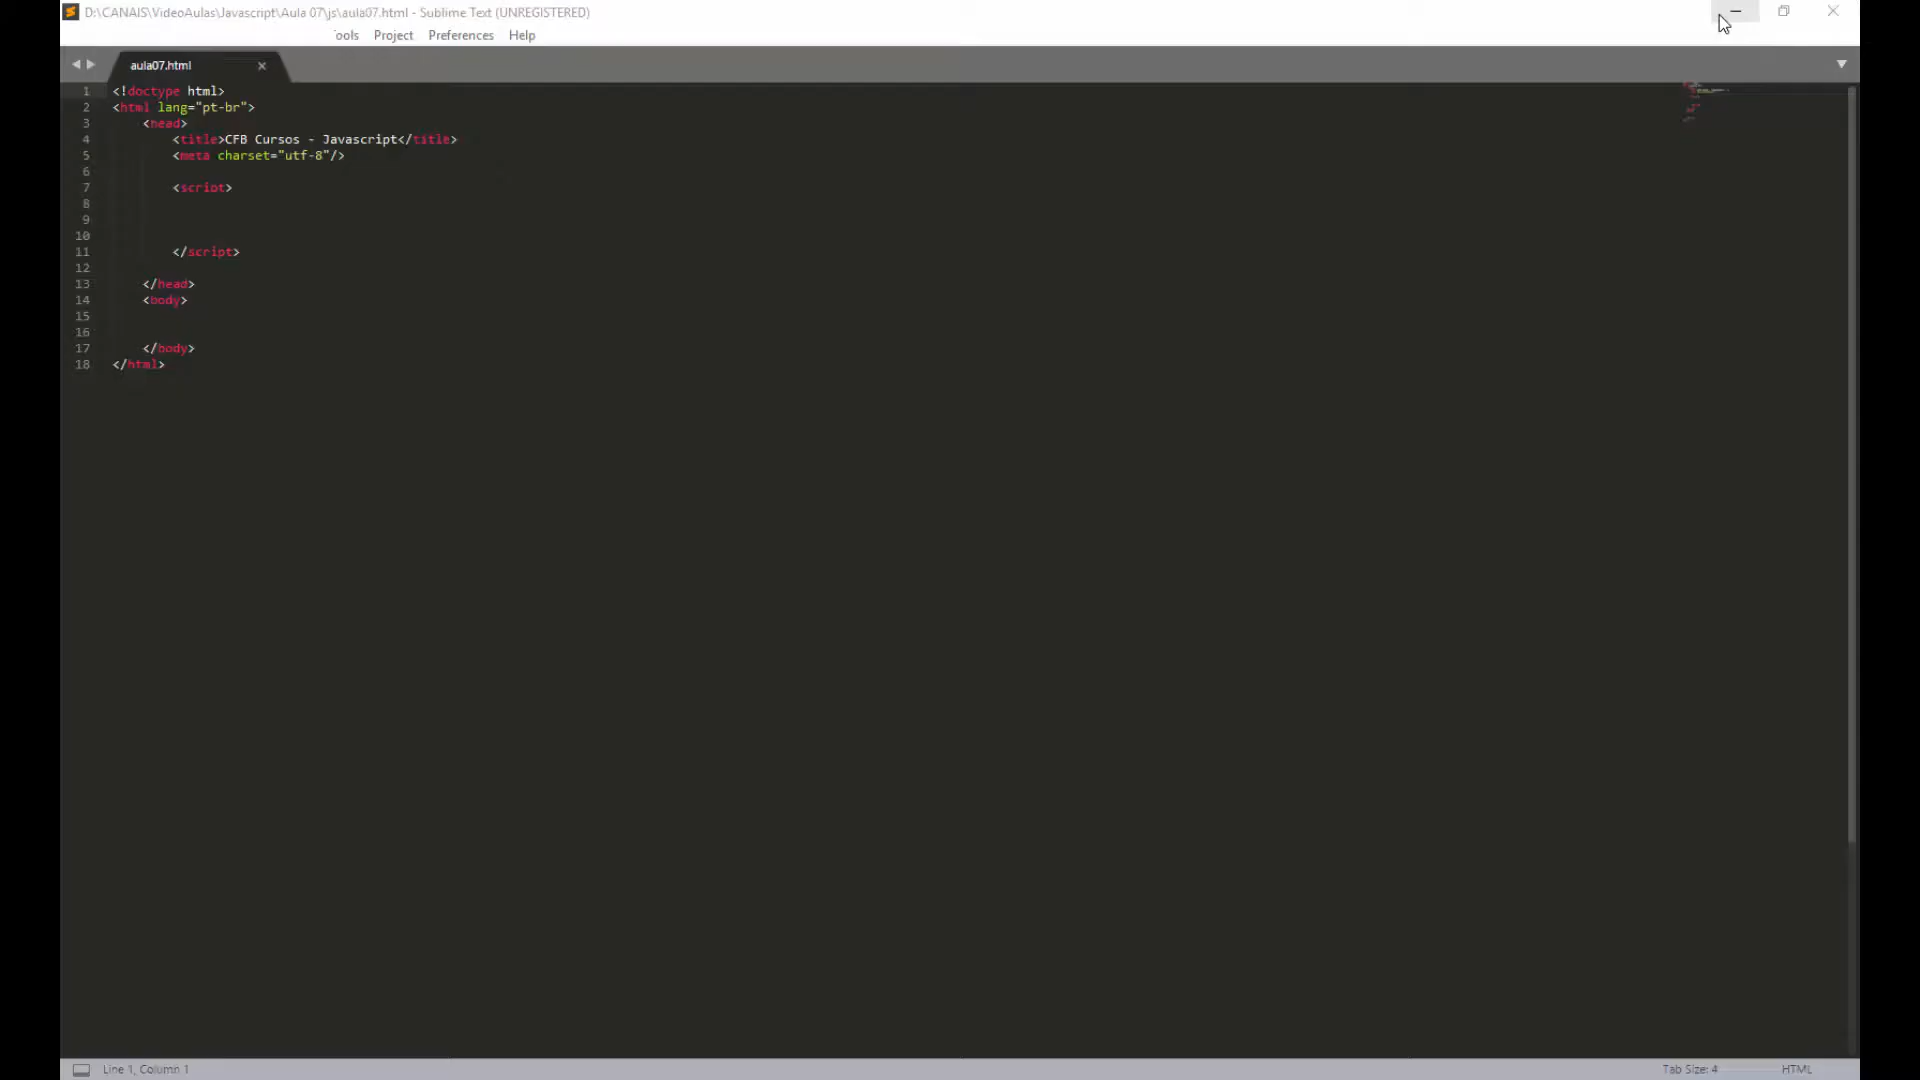 D:\CANAIS\VideoAulas\Javascript\Aula 07\js\aula07.html - Sublime Text (UNREGISTERED)
ools Project Preferences Help
aula07.html
1 <!doctype html>
2 <html lang="pt-br">
3 <head>
4 <title>CFB Cursos - Javascript</title>
5 <meta charset="utf-8"/>
6
7 <script>
8
9
10
11 </script>
12
13 </head>
14 <body>
15
16
17 </body>
18 </html>
Line 1, Column 1
Tab Size: 4
HTML